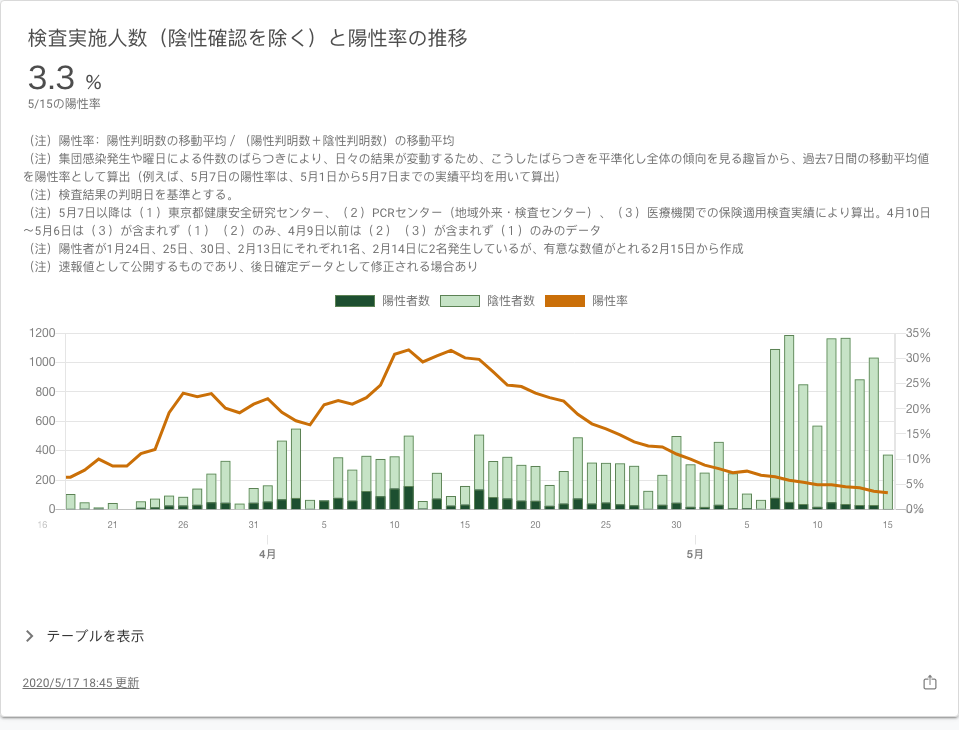 検査実施人数（陰性確認を除く）と陽性率の推移
3.3 %
5/15の陽性率
（注）陽性率：陽性判明数の移動平均 / （陽性判明数＋陰性判明数）の移動平均
（注）集団感染発生や曜日による件数のばらつきにより、日々の結果が変動するため、こうしたばらつきを平準化し全体の傾向を見る趣旨から、過去7日間の移動平均値
を陽性率として算出（例えば、5月7日の陽性率は、5月1日から5月7日までの実績平均を用いて算出）
（注）検査結果の判明日を基準とする。
（注）5月7日以降は（１）東京都健康安全研究センター、（２）PCRセンター（地域外来・検査センター）、（３）医療機関での保険適用検査実績により算出。4月10日
～5月6日は（３）が含まれず（１）（２）のみ、4月9日以前は（２）（３）が含まれず（１）のみのデータ
（注）陽性者が1月24日、25日、30日、2月13日にそれぞれ1名、2月14日に2名発生しているが、有意な数値がとれる2月15日から作成
（注）速報値として公開するものであり、後日確定データとして修正される場合あり
陽性者数 陰性者数 陽性率
1200 35%
1000 30%
800 25%
600 20%
400 15%
200 10%
0 5%
0%
16 21 26 31 5 10 15 20 25 30 5 10 15
4月 5月
テーブルを表示
2020/5/17 18:45 更新